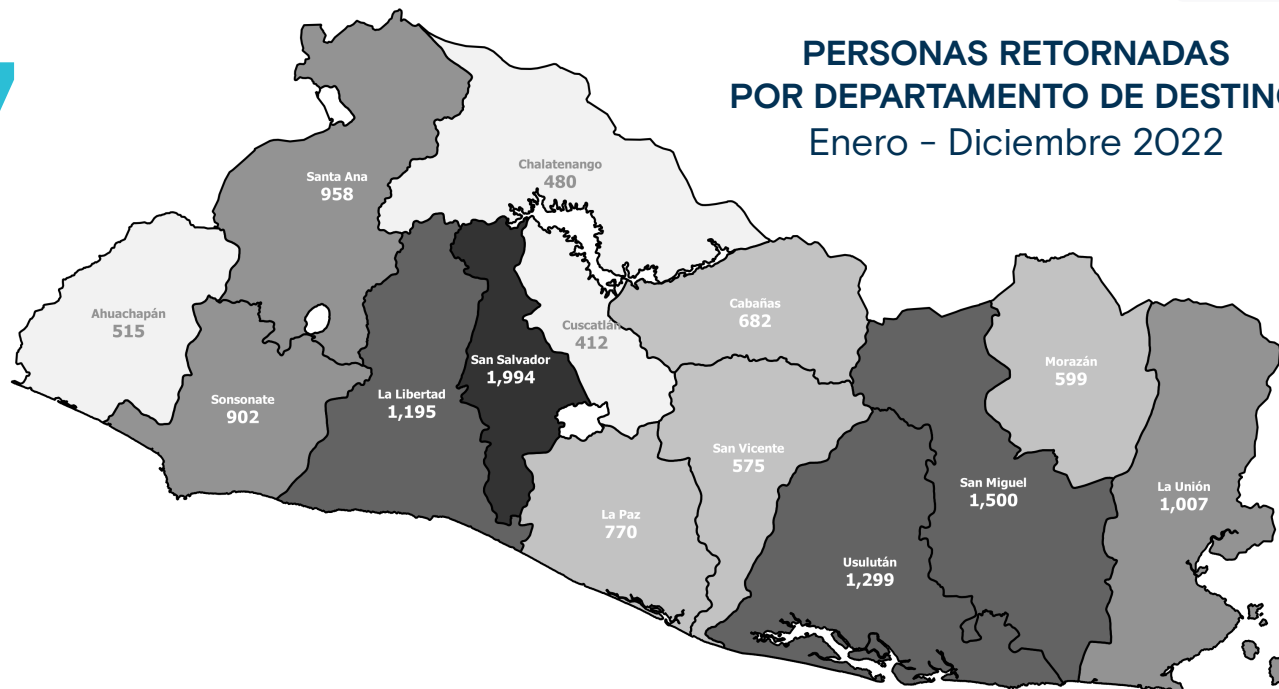 PERSONAS RETORNADAS
POR DEPARTAMENTO DE DESTINO
Enero - Diciembre 2022
Chalatenango
480
Santa Ana
958
Ahuachapán
515
Cabañas
682
Cuscatlán
412
San Salvador
1,994
Morazán
599
La Libertad
1,195
Sonsonate
902
San Vicente
575
San Miguel
1,500
La Unión
1,007
La Paz
770
Usulután
1,299